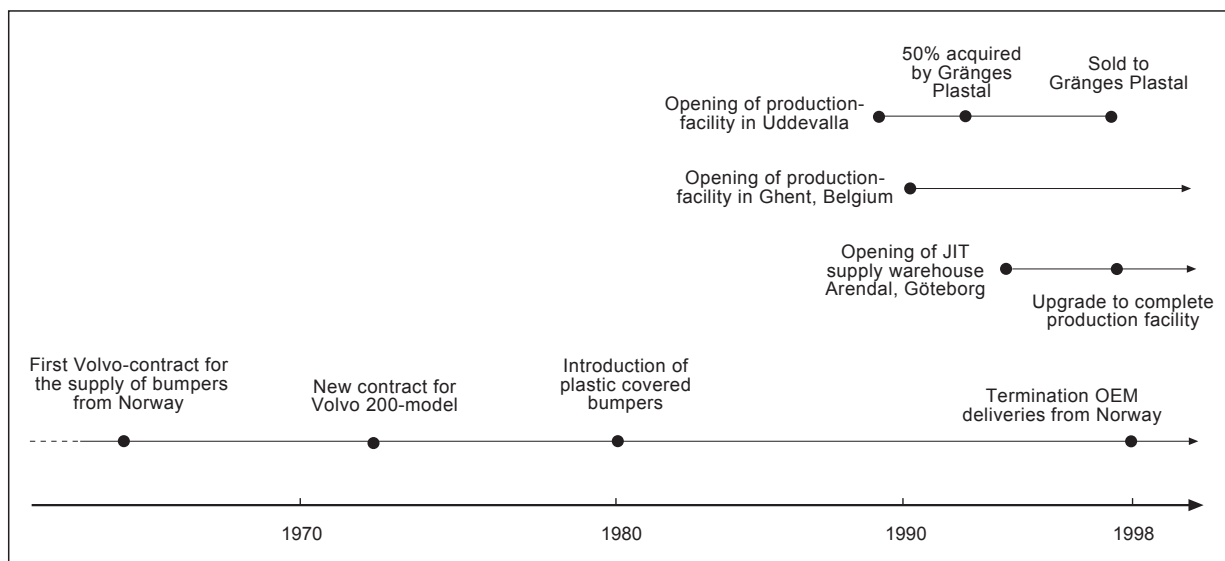 50% acquired
by Gränges
Plastal
Sold to
Gränges Plastal
Opening of production-
facility in Uddevalla
Opening of production-
facility in Ghent, Belgium
Opening of JIT
supply warehouse
Arendal, Göteborg
Upgrade to complete
production facility
First Volvo-contract for
the supply of bumpers
from Norway
New contract for
Volvo 200-model
Introduction of
plastic covered
bumpers
Termination OEM
deliveries from Norway
1970
1980
1990
1998